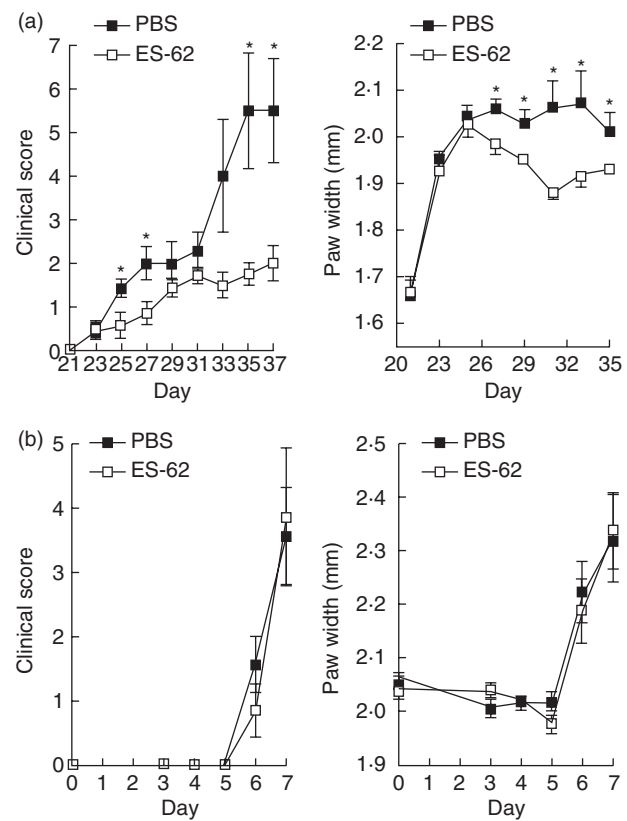 (a)
PBS
ES-62
7
6
5
4
3
2
1
0
Clinical score
* * * *
21 23 25 27 29 31 33 35 37
Day
PBS
ES-62
2·2
2·1
2·0
1·9
1·8
1·7
1·6
Paw width (mm)
* * * * *
20 23 26 29 32 35
Day
(b)
PBS
ES-62
5
4
3
2
1
0
Clinical score
0 1 2 3 4 5 6 7
Day
PBS
ES-62
2·5
2·4
2·3
2·2
2·1
2·0
1·9
Paw width (mm)
0 1 2 3 4 5 6 7
Day